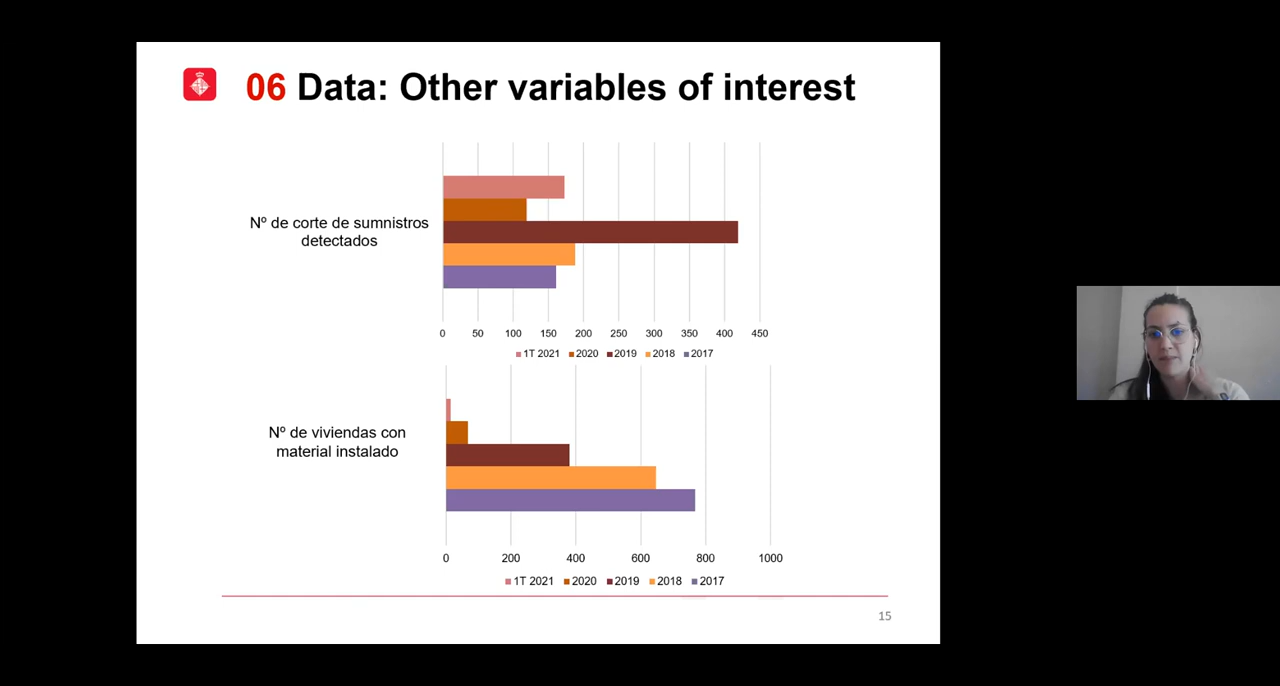 06 Data: Other variables of interest
Nº de corte de sumnistros
detectados
0 50 100 150 200 250 300 350 400 450
1T 2021 2020 2019 2018 2017
Nº de viviendas con
material instalado
0 200 400 600 800 1000
1T 2021 2020 2019 2018 2017
15